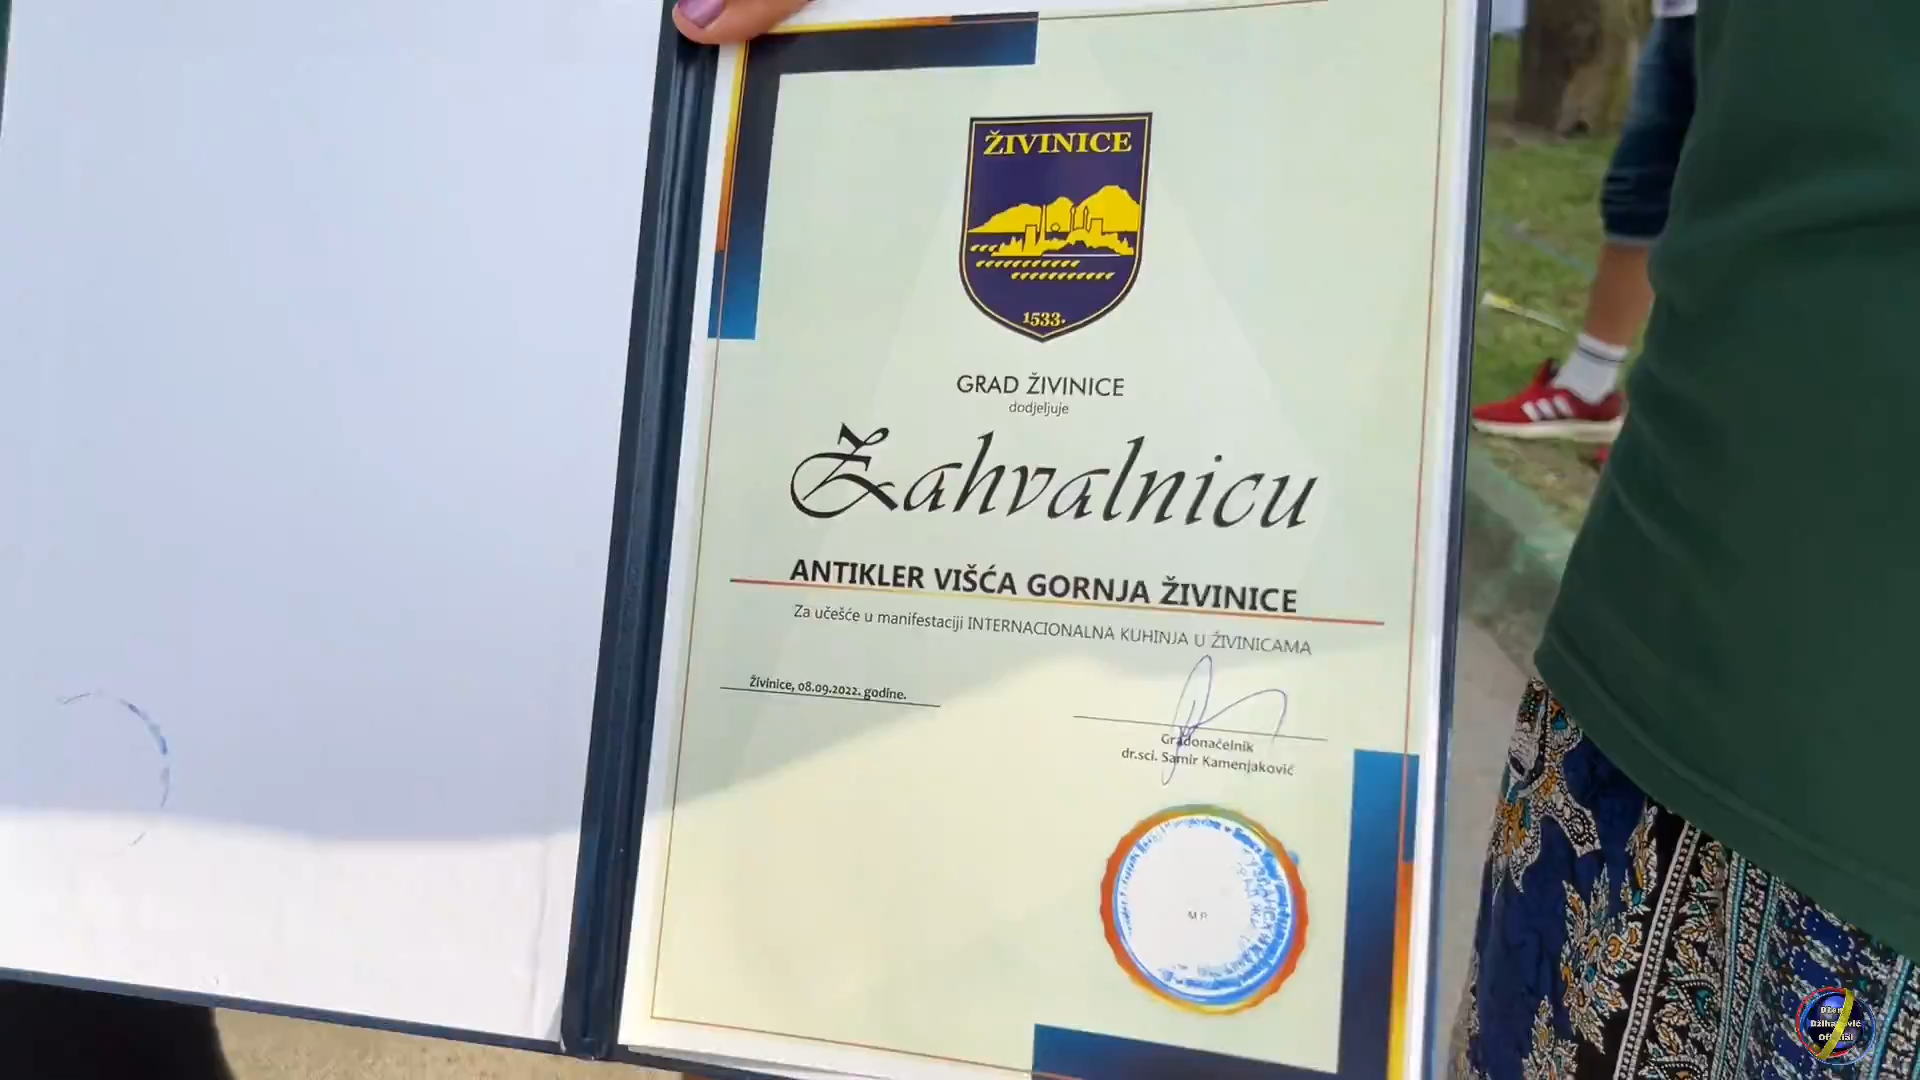 ŽIVINICE
1533.
GRAD ŽIVINICE
dodjeljuje
Zahvalnicu
ANTIKLER VIŠĆA GORNJA ŽIVINICE
Za učešće u manifestaciji INTERNACIONALNA KUHINJA U ŽIVINICAMA
Živinice, 08.09.2022. godine.
Gradonačelnik
dr.sci. Samir Kamenjaković
M.P.